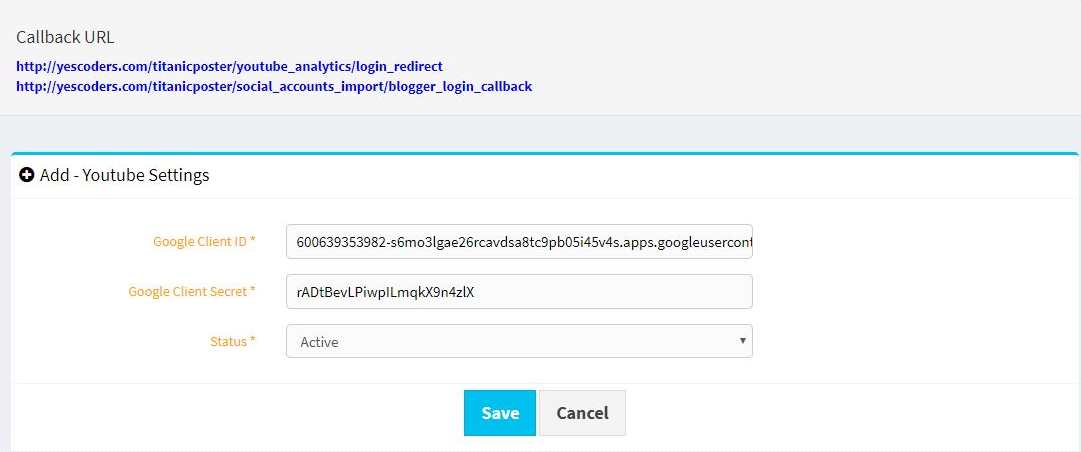 Callback URL
http://yescoders.com/titanicposter/youtube_analytics/login_redirect
http://yescoders.com/titanicposter/social_accounts_import/blogger_login_callback
Add - Youtube Settings
Google Client ID *
600639353982-s6mo3lgae26rcavdsa8tc9pb05i45v4s.apps.googleusercont
Google Client Secret *
rADtBevLPiwpILmqkX9n4zlX
Status *
Active
Save Cancel